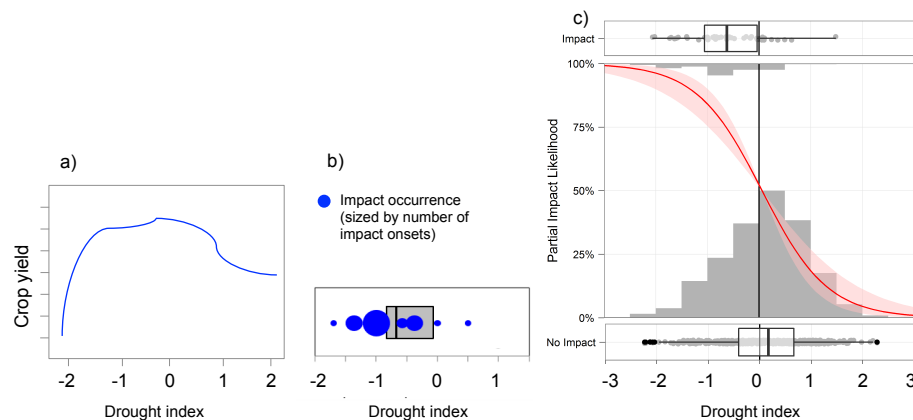 a)
Crop yield
-2 -1 0 1 2
Drought index
b)
Impact occurrence
(sized by number of
impact onsets)
-2 -1 0 1
Drought index
c)
Impact
Partial Impact Likelihood
100%
75%
50%
25%
0%
No Impact
-3 -2 -1 0 1 2 3
Drought index